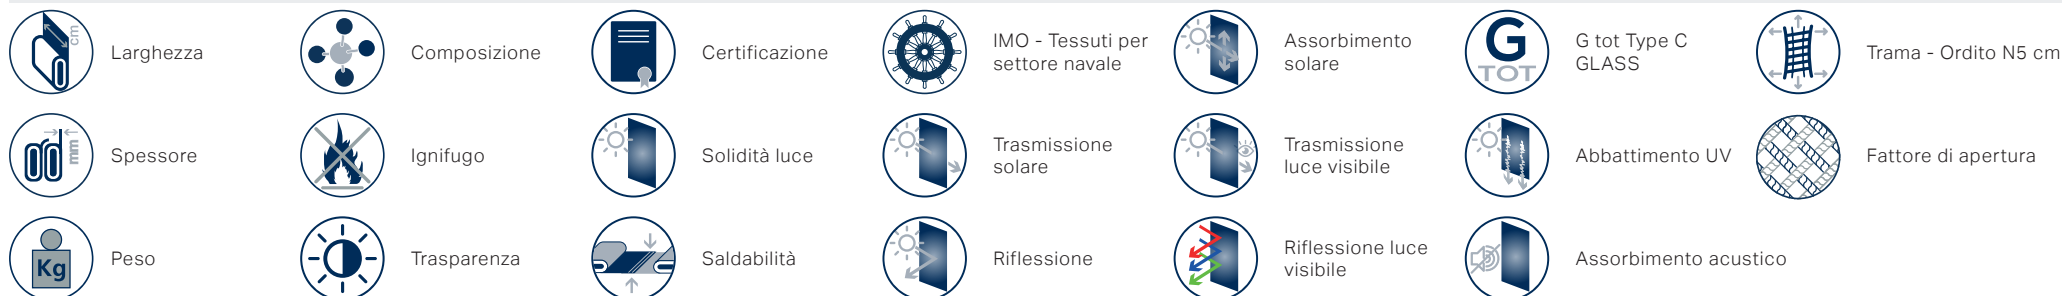 cm
Larghezza
Composizione
Certificazione
IMO - Tessuti per
settore navale
Assorbimento
solare
G
TOT
G tot Type C
GLASS
Trama - Ordito N5 cm
mm
Spessore
Ignifugo
Solidità luce
Trasmissione
solare
Trasmissione
luce visibile
Abbattimento UV
Fattore di apertura
Kg
Peso
Trasparenza
Saldabilità
Riflessione
Riflessione luce
visibile
Assorbimento acustico